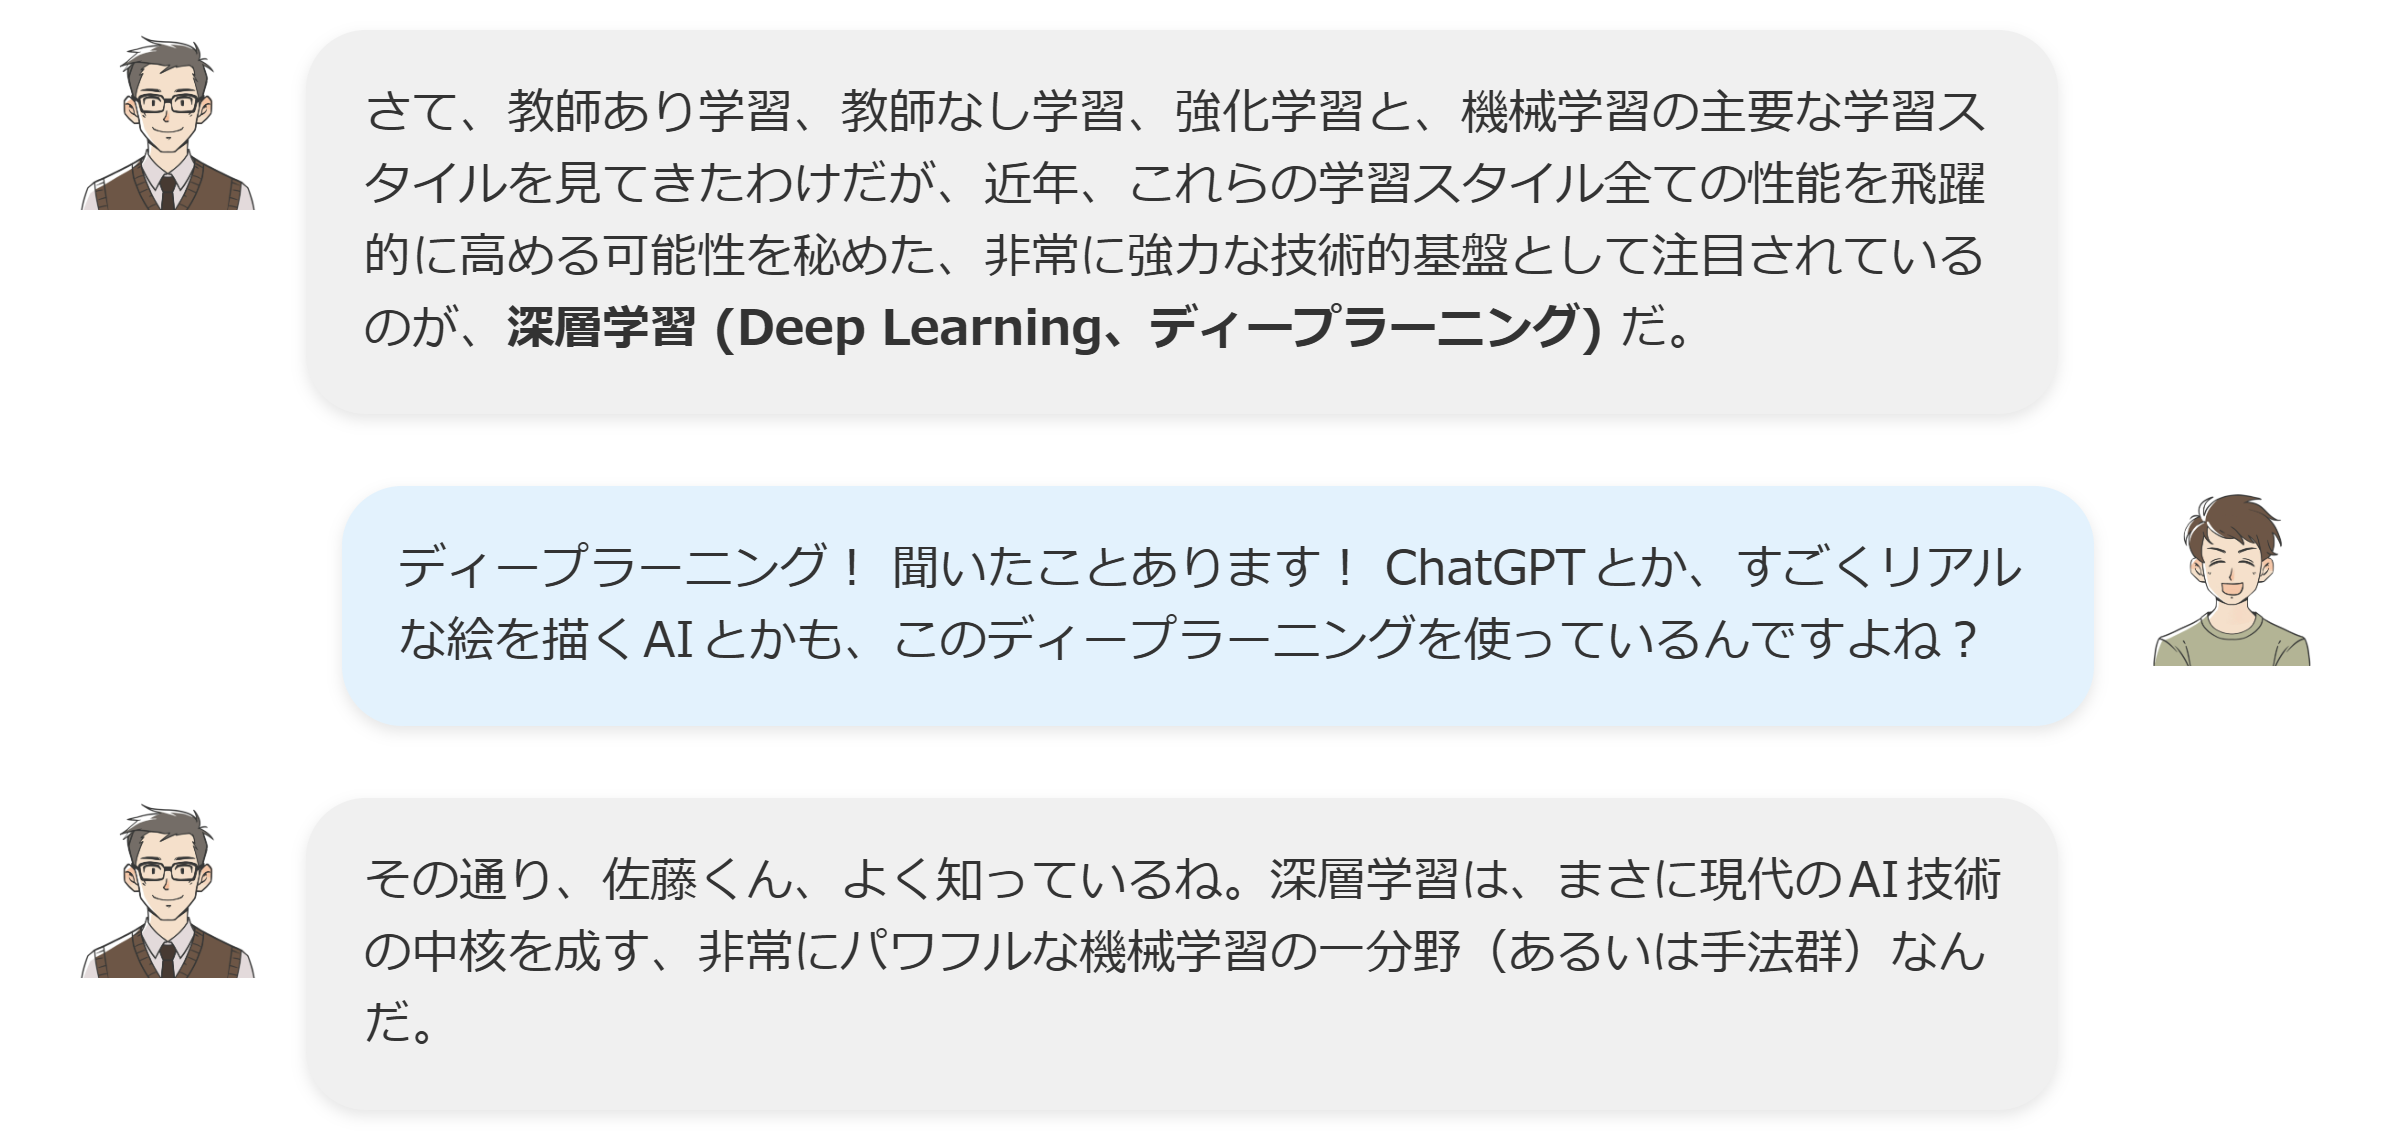 さて、教師あり学習、教師なし学習、強化学習と、機械学習の主要な学習ス
タイルを見てきたわけだが、近年、これらの学習スタイル全ての性能を飛躍
的に高める可能性を秘めた、非常に強力な技術的基盤として注目されている
のが、深層学習 (Deep Learning、ディープラーニング) だ。
ディープラーニング！ 聞いたことあります！ ChatGPTとか、すごくリアル
な絵を描くAIとかも、このディープラーニングを使っているんですよね？
その通り、佐藤くん、よく知っているね。深層学習は、まさに現代のAI技術
の中核を成す、非常にパワフルな機械学習の一分野（あるいは手法群）なん
だ。